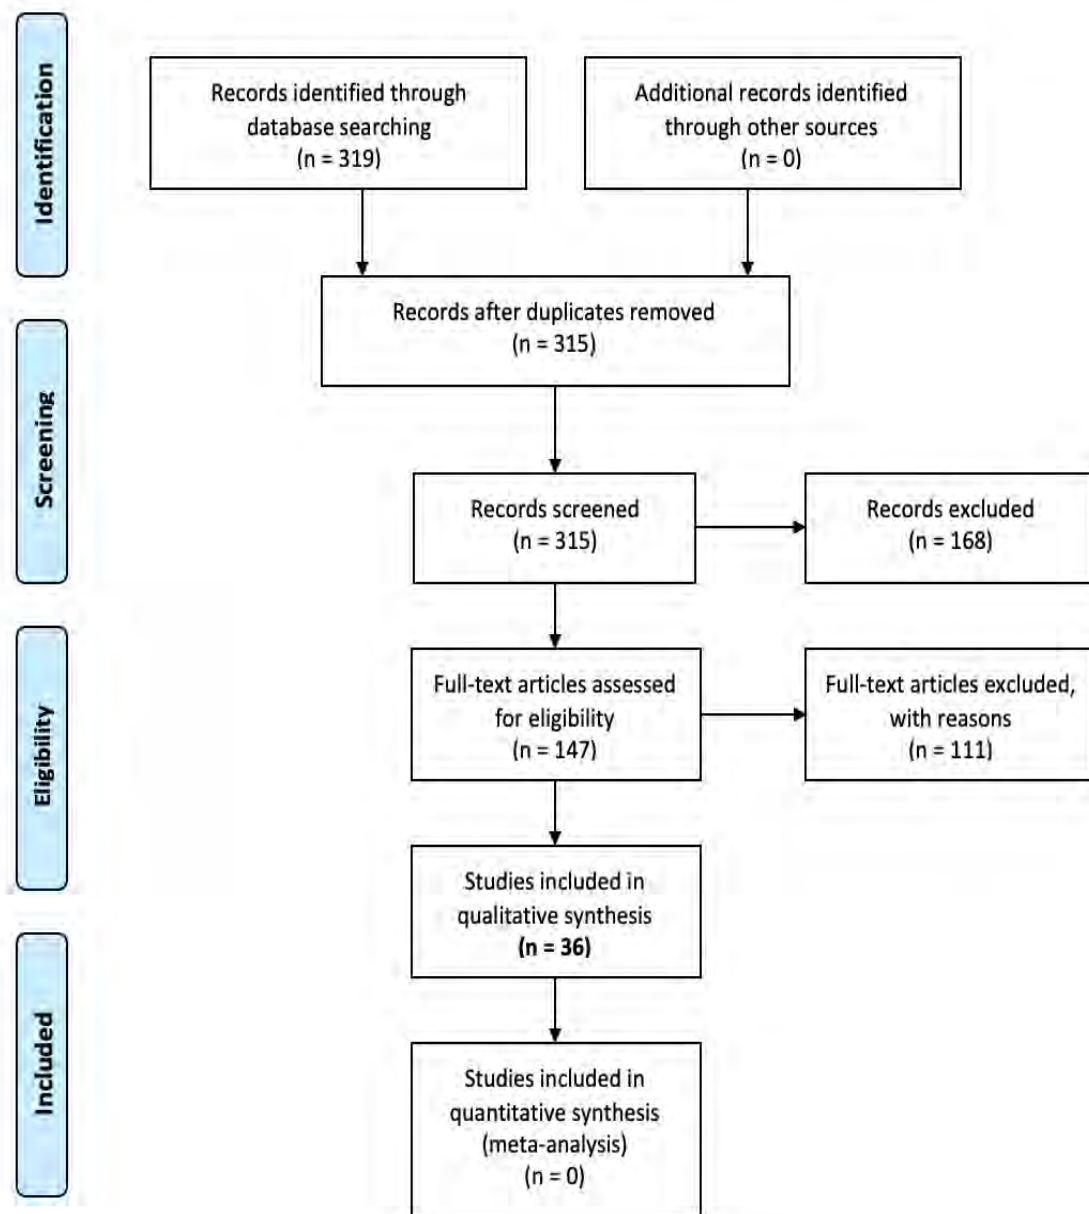 Identification
Records identified through
database searching
(n = 319)
Additional records identified
through other sources
(n = 0)
Records after duplicates removed
(n = 315)
Screening
Records screened
(n = 315)
Records excluded
(n = 168)
Eligibility
Full-text articles assessed
for eligibility
(n = 147)
Full-text articles excluded,
with reasons
(n = 111)
Studies included in
qualitative synthesis
(n = 36)
Included
Studies included in
quantitative synthesis
(meta-analysis)
(n = 0)